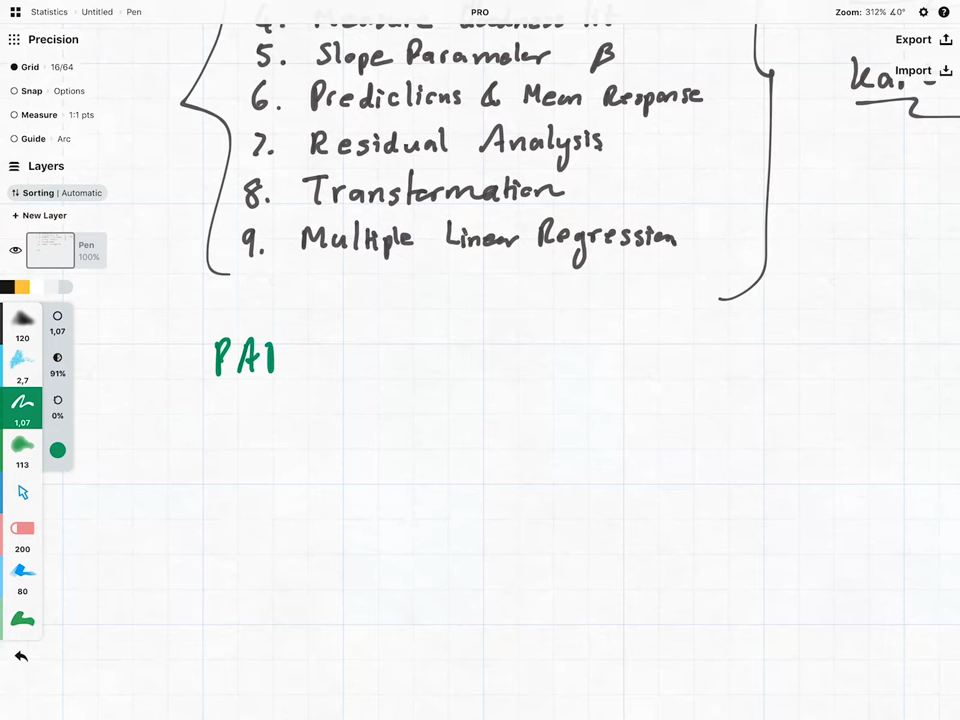 Statistics › Untitled › Pen
PRO
Zoom: 312% ∠0°
Precision
Grid 16/64
Snap Options
Measure 1:1 pts
Guide Arc
Layers
Sorting | Automatic
+ New Layer
Pen
100%
120
2,7
1,07
113
200
80
1,07
91%
0%
Export
Import
5. Slope Parameter β
6. Predictions & Mean Response
7. Residual Analysis
8. Transformation
9. Multiple Linear Regression
PAI